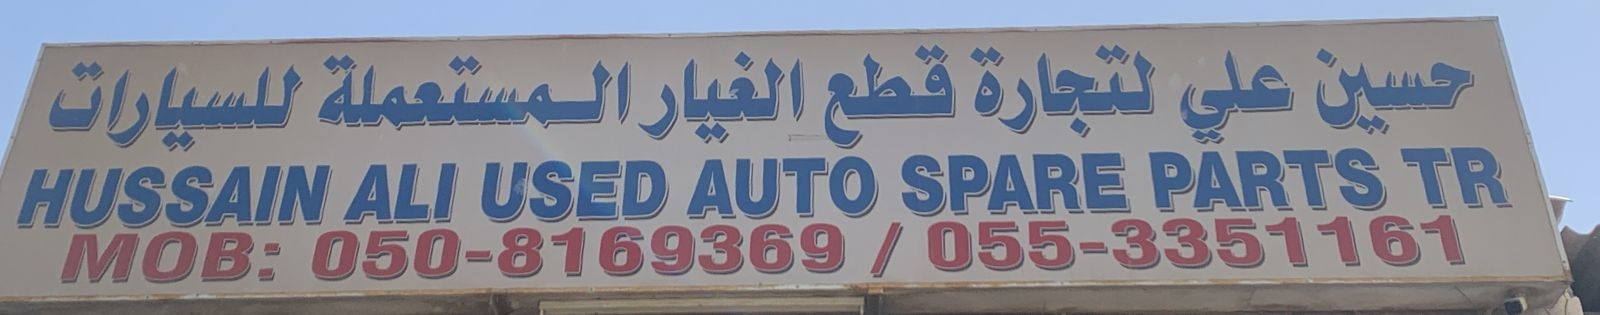 حسين علي لتجارة قطع الغيار المستعملة للسيارات
HUSSAIN ALI USED AUTO SPARE PARTS TR
MOB: 050-8169369 / 055-3351161